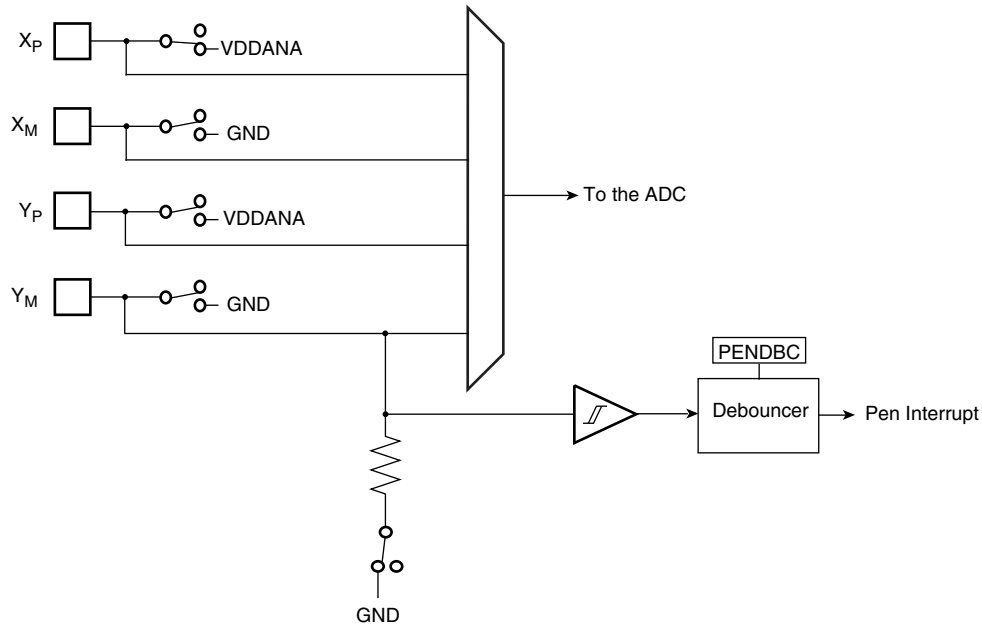 XP
VDDANA
XM
GND
YP
VDDANA
To the ADC
YM
GND
PENDBC
Debouncer
Pen Interrupt
GND